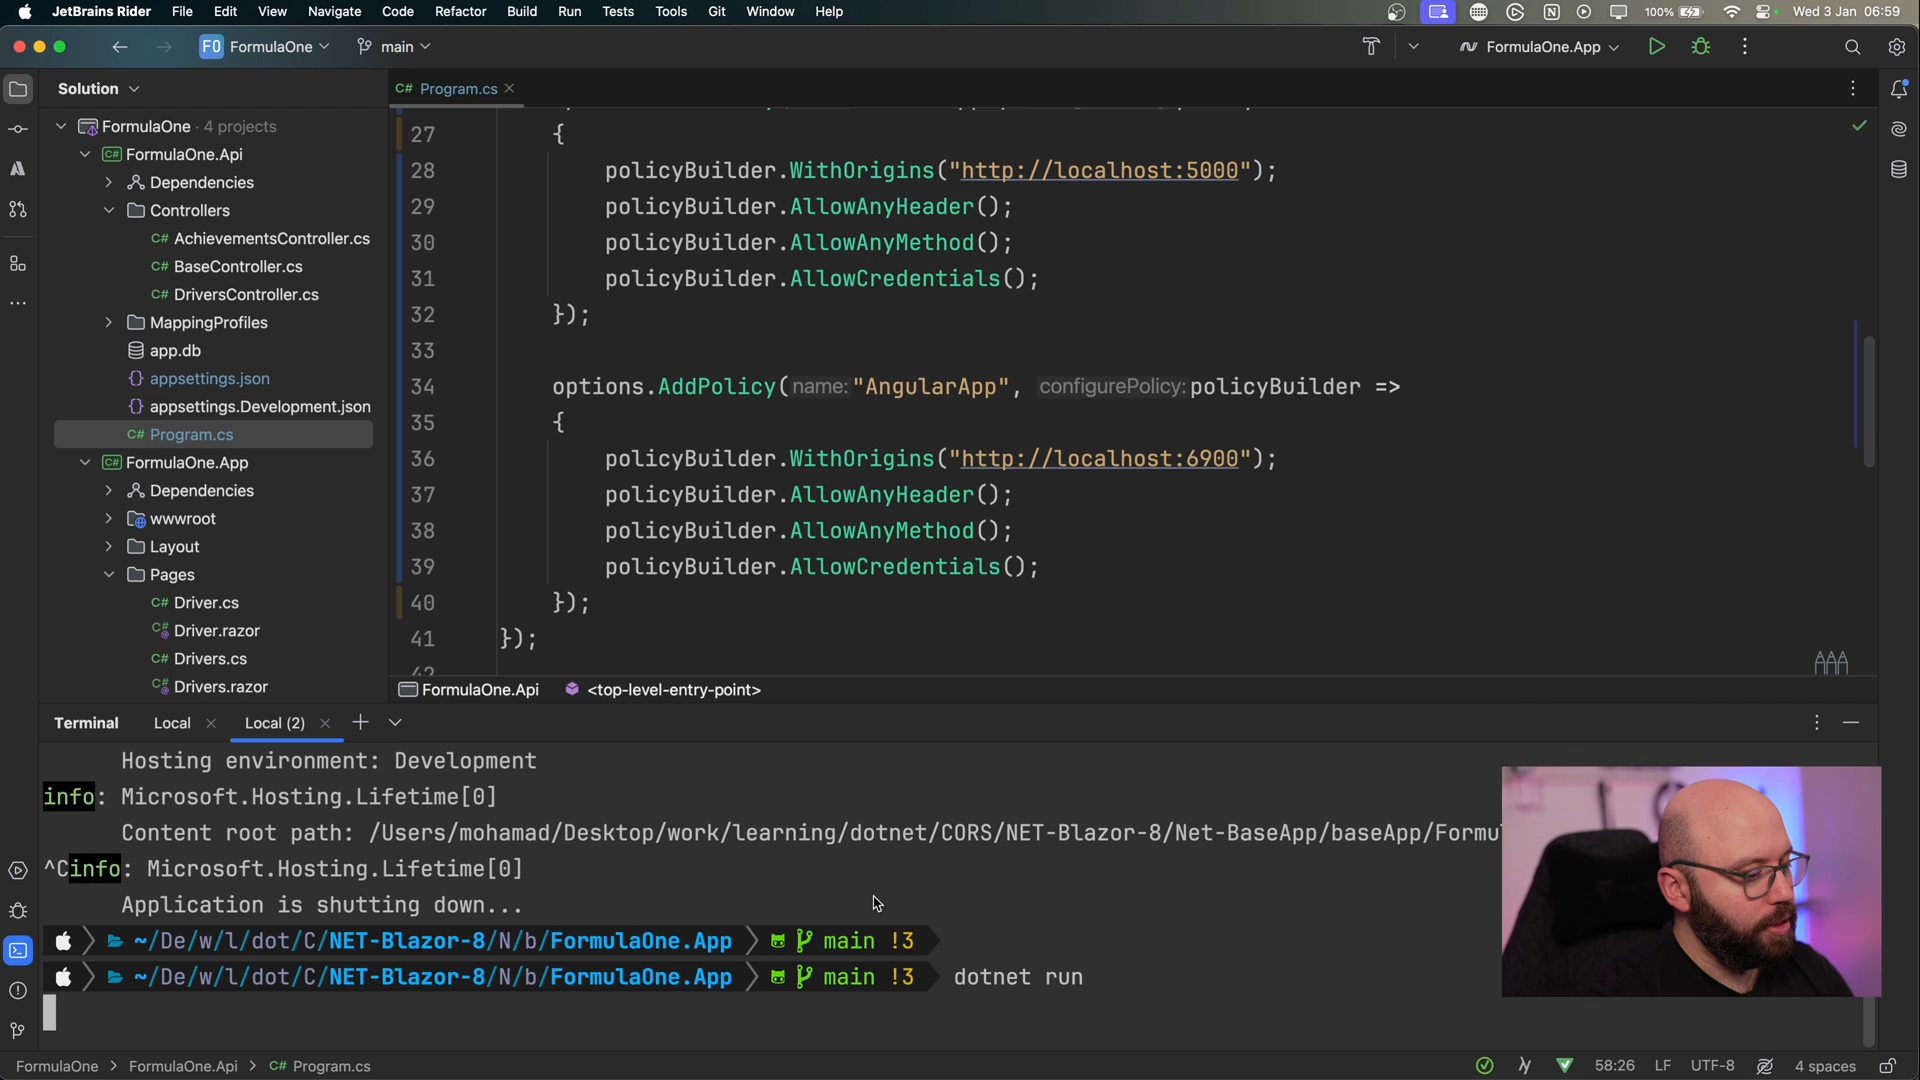 JetBrains Rider File Edit View Navigate Code Refactor Build Run Tests Tools Git Window Help 100% Wed 3 Jan 06:59
FO FormulaOne main FormulaOne.App
Solution
C# Program.cs
FormulaOne · 4 projects
C# FormulaOne.Api
Dependencies
Controllers
C# AchievementsController.cs
C# BaseController.cs
C# DriversController.cs
MappingProfiles
app.db
{} appsettings.json
{} appsettings.Development.json
C# Program.cs
C# FormulaOne.App
Dependencies
wwwroot
Layout
Pages
C# Driver.cs
C# Driver.razor
C# Drivers.cs
C# Drivers.razor
27 {
28 policyBuilder.WithOrigins("http://localhost:5000");
29 policyBuilder.AllowAnyHeader();
30 policyBuilder.AllowAnyMethod();
31 policyBuilder.AllowCredentials();
32 });
33
34 options.AddPolicy( name: "AngularApp", configurePolicy: policyBuilder =>
35 {
36 policyBuilder.WithOrigins("http://localhost:6900");
37 policyBuilder.AllowAnyHeader();
38 policyBuilder.AllowAnyMethod();
39 policyBuilder.AllowCredentials();
40 });
41 });
42
FormulaOne.Api <top-level-entry-point>
Terminal Local Local (2)
Hosting environment: Development
info: Microsoft.Hosting.Lifetime[0]
Content root path: /Users/mohamad/Desktop/work/learning/dotnet/CORS/NET-Blazor-8/Net-BaseApp/baseApp/Formu
^Cinfo: Microsoft.Hosting.Lifetime[0]
Application is shutting down...
~/De/w/l/dot/C/NET-Blazor-8/N/b/FormulaOne.App main !3
~/De/w/l/dot/C/NET-Blazor-8/N/b/FormulaOne.App main !3 dotnet run
FormulaOne > FormulaOne.Api > C# Program.cs 58:26 LF UTF-8 4 spaces